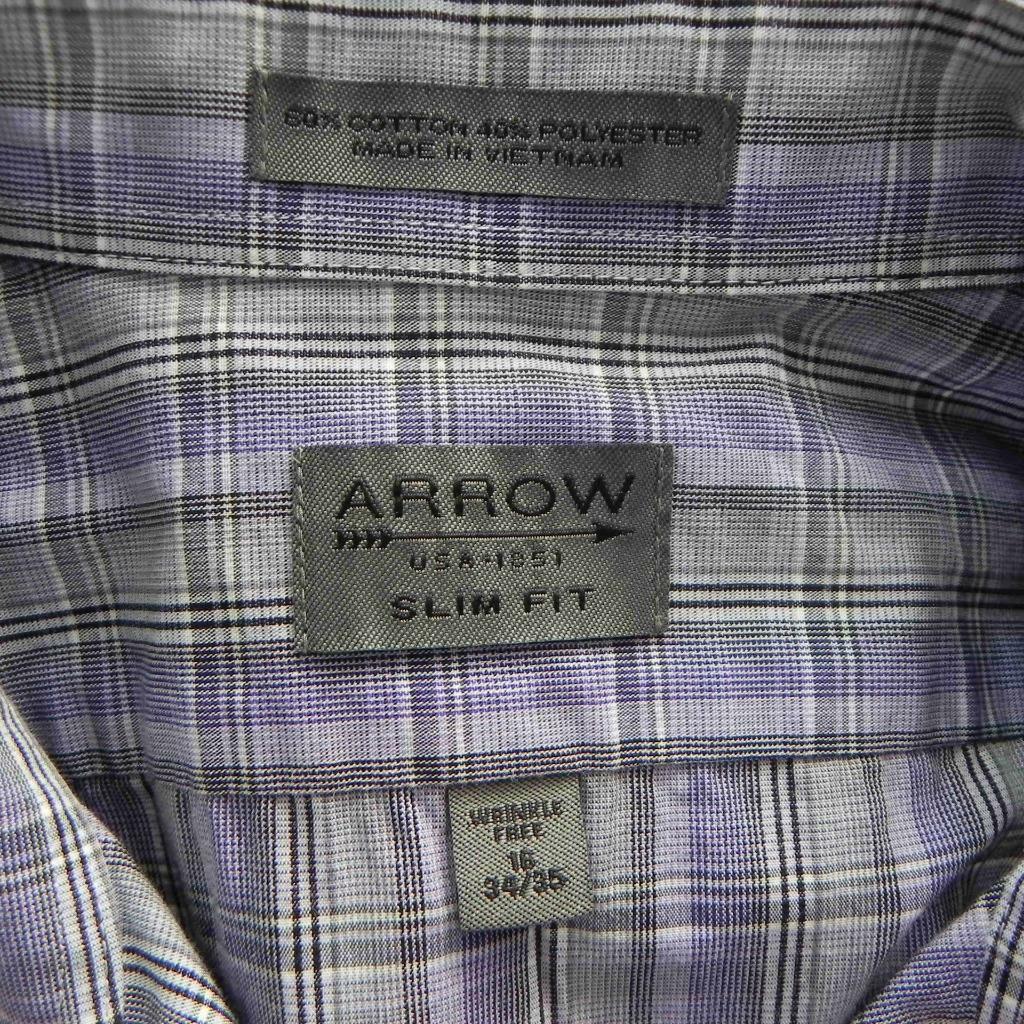 60% COTTON 40% POLYESTER
MADE IN VIETNAM
ARROW
USA-1851
SLIM FIT
WRINKLE
FREE
16
34/35